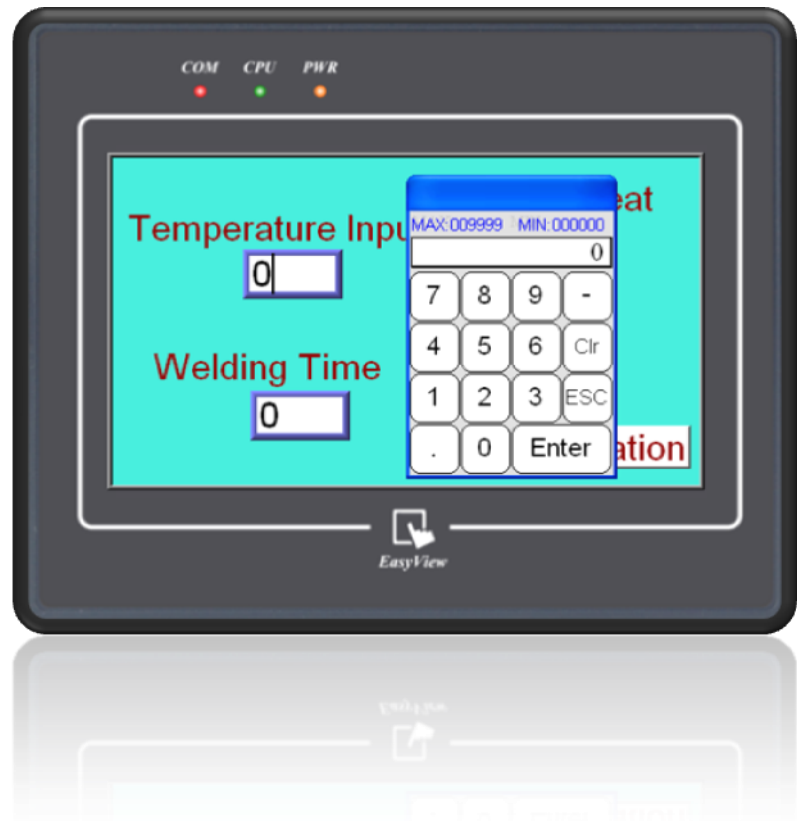 COM CPU PWR
eat
Temperature Inpu
MAX:009999 MIN:000000
0
0
7 8 9 -
4 5 6 Clr
Welding Time
1 2 3 ESC
0
. 0 Enter
ation
EasyView